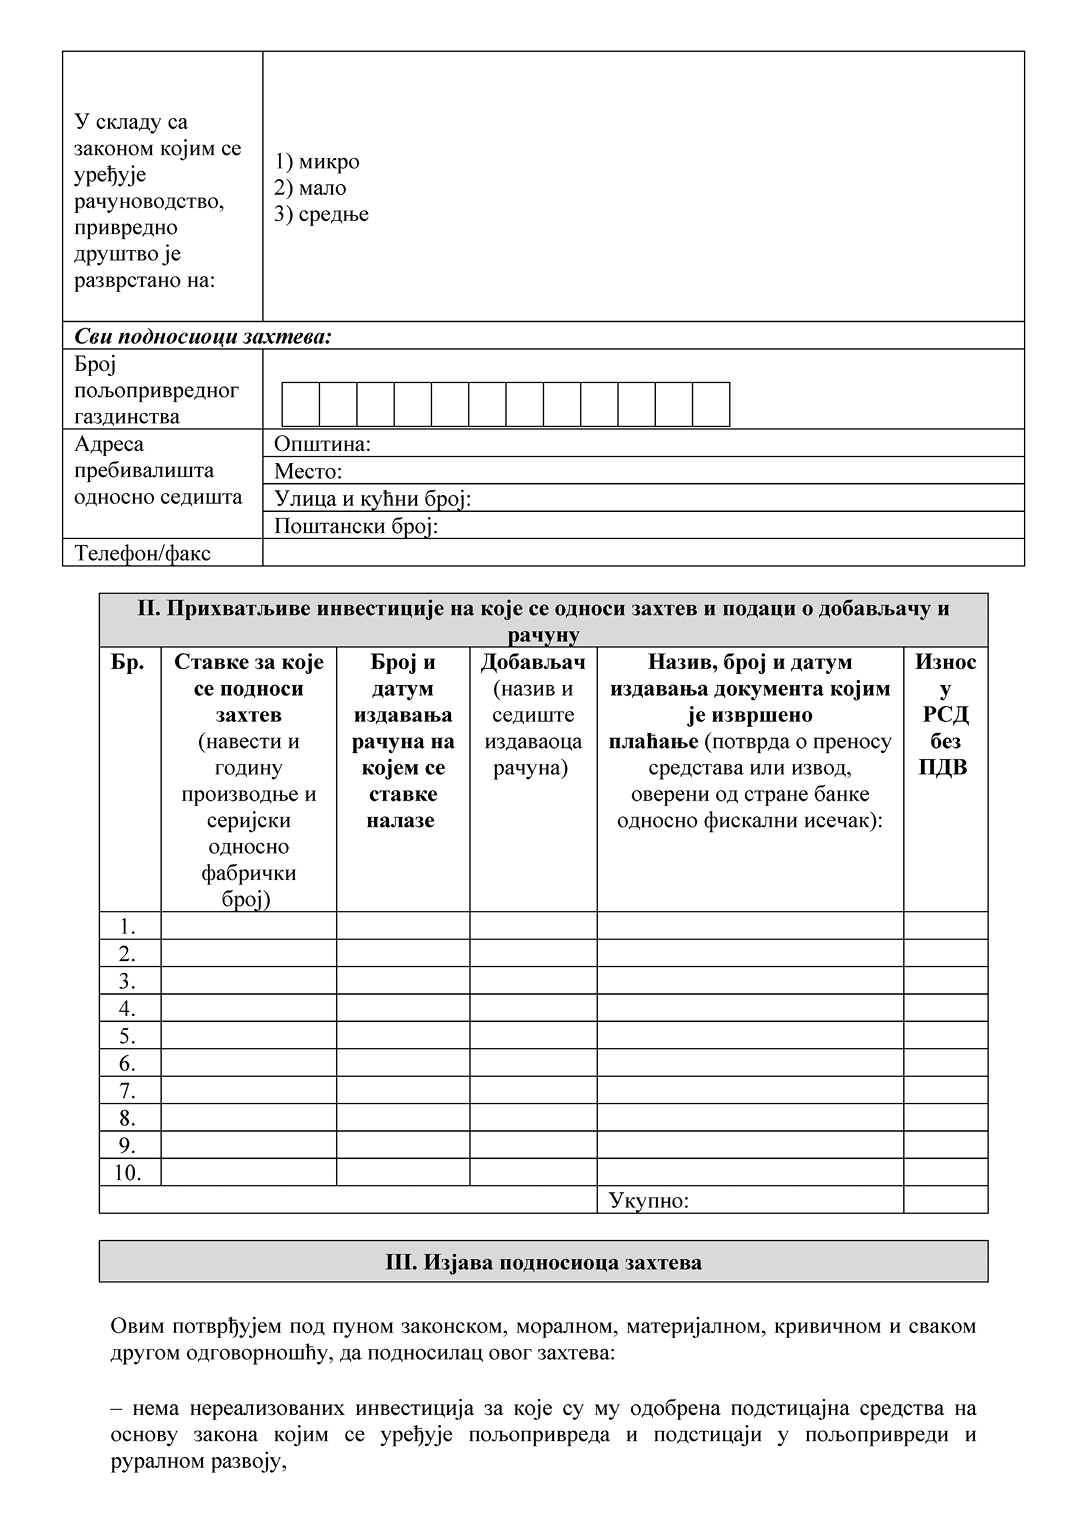 У складу са
законом којим се
уређује
рачуноводство,
привредно
друштво је
разврстано на:
1) микро
2) мало
3) средње
Сви подносиоци захтева:
Број
пољопривредног
газдинства
Адреса
пребивалишта
односно седишта
Општина:
Место:
Улица и кућни број:
Поштански број:
Телефон/факс
II. Прихватљиве инвестиције на које се односи захтев и подаци о добављачу и
рачуну
Бр.
Ставке за које
се подноси
захтев
(навести и
годину
производње и
серијски
односно
фабрички
број)
Број и
датум
издавања
рачуна на
којем се
ставке
налазе
Добављач
(назив и
седиште
издаваоца
рачуна)
Назив, број и датум
издавања документа којим
је извршено
плаћање (потврда о преносу
средстава или извод,
оверени од стране банке
односно фискални исечак):
Износ
у
РСД
без
ПДВ
1.
2.
3.
4.
5.
6.
7.
8.
9.
10.
Укупно:
III. Изјава подносиоца захтева
Овим потврђујем под пуном законском, моралном, материјалном, кривичном и сваком
другом одговорношћу, да подносилац овог захтева:
– нема нереализованих инвестиција за које су му одобрена подстицајна средства на
основу закона којим се уређује пољопривреда и подстицаји у пољопривреди и
руралном развоју,